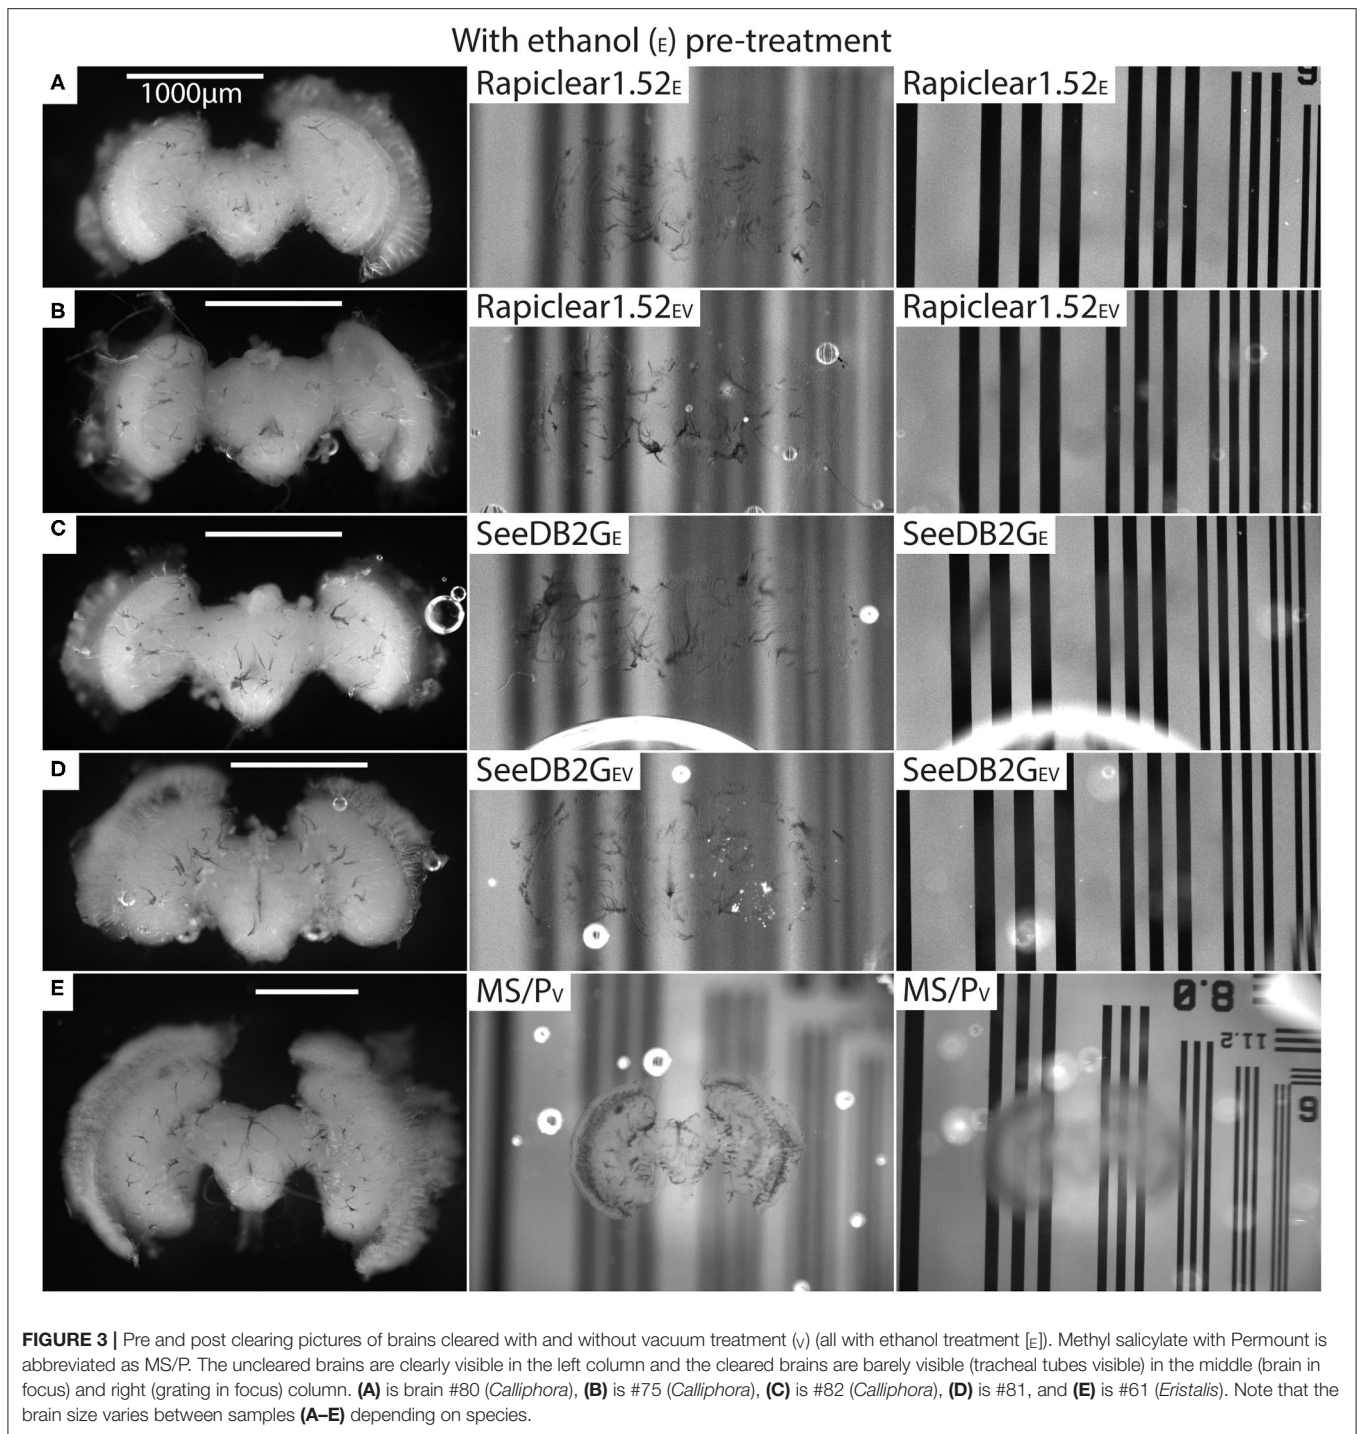 With ethanol (E) pre-treatment
A
1000µm
Rapiclear1.52E
Rapiclear1.52E
9
B
Rapiclear1.52EV
Rapiclear1.52EV
C
SeeDB2GE
SeeDB2GE
D
SeeDB2GEV
SeeDB2GEV
E
MS/PV
MS/PV
8.0
11.2
9
FIGURE 3 | Pre and post clearing pictures of brains cleared with and without vacuum treatment (V) (all with ethanol treatment [E]). Methyl salicylate with Permount is
abbreviated as MS/P. The uncleared brains are clearly visible in the left column and the cleared brains are barely visible (tracheal tubes visible) in the middle (brain in
focus) and right (grating in focus) column. (A) is brain #80 (Calliphora), (B) is #75 (Calliphora), (C) is #82 (Calliphora), (D) is #81, and (E) is #61 (Eristalis). Note that the
brain size varies between samples (A–E) depending on species.